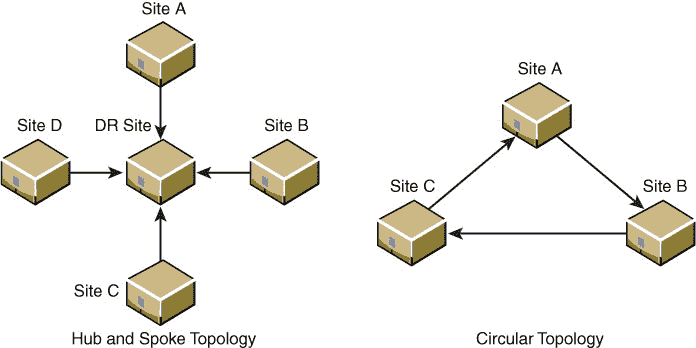 Site A
Site D
DR Site
Site B
Site C
Hub and Spoke Topology
Site A
Site C
Site B
Circular Topology